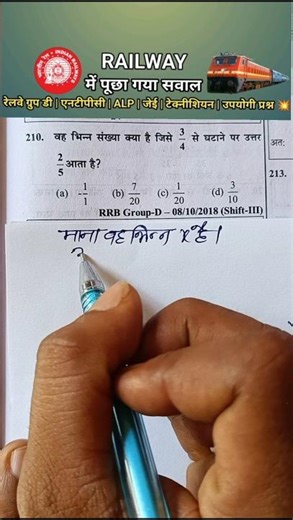 RAILWAY
में पूछा गया सवाल
रेलवे ग्रुप डी | एनटीपीसी | ALP | जेई | टेक्नीशियन | उपयोगी प्रश्न
210. वह भिन्न संख्या क्या है जिसे 3/4 से घटाने पर उत्तर
2/5 आता है?
(a) -1/1 (b) 7/20 (c) 1/20 (d) 3/10
RRB Group-D – 08/10/2018 (Shift-III)
अतः
213.
माना वह भिन्न x है।